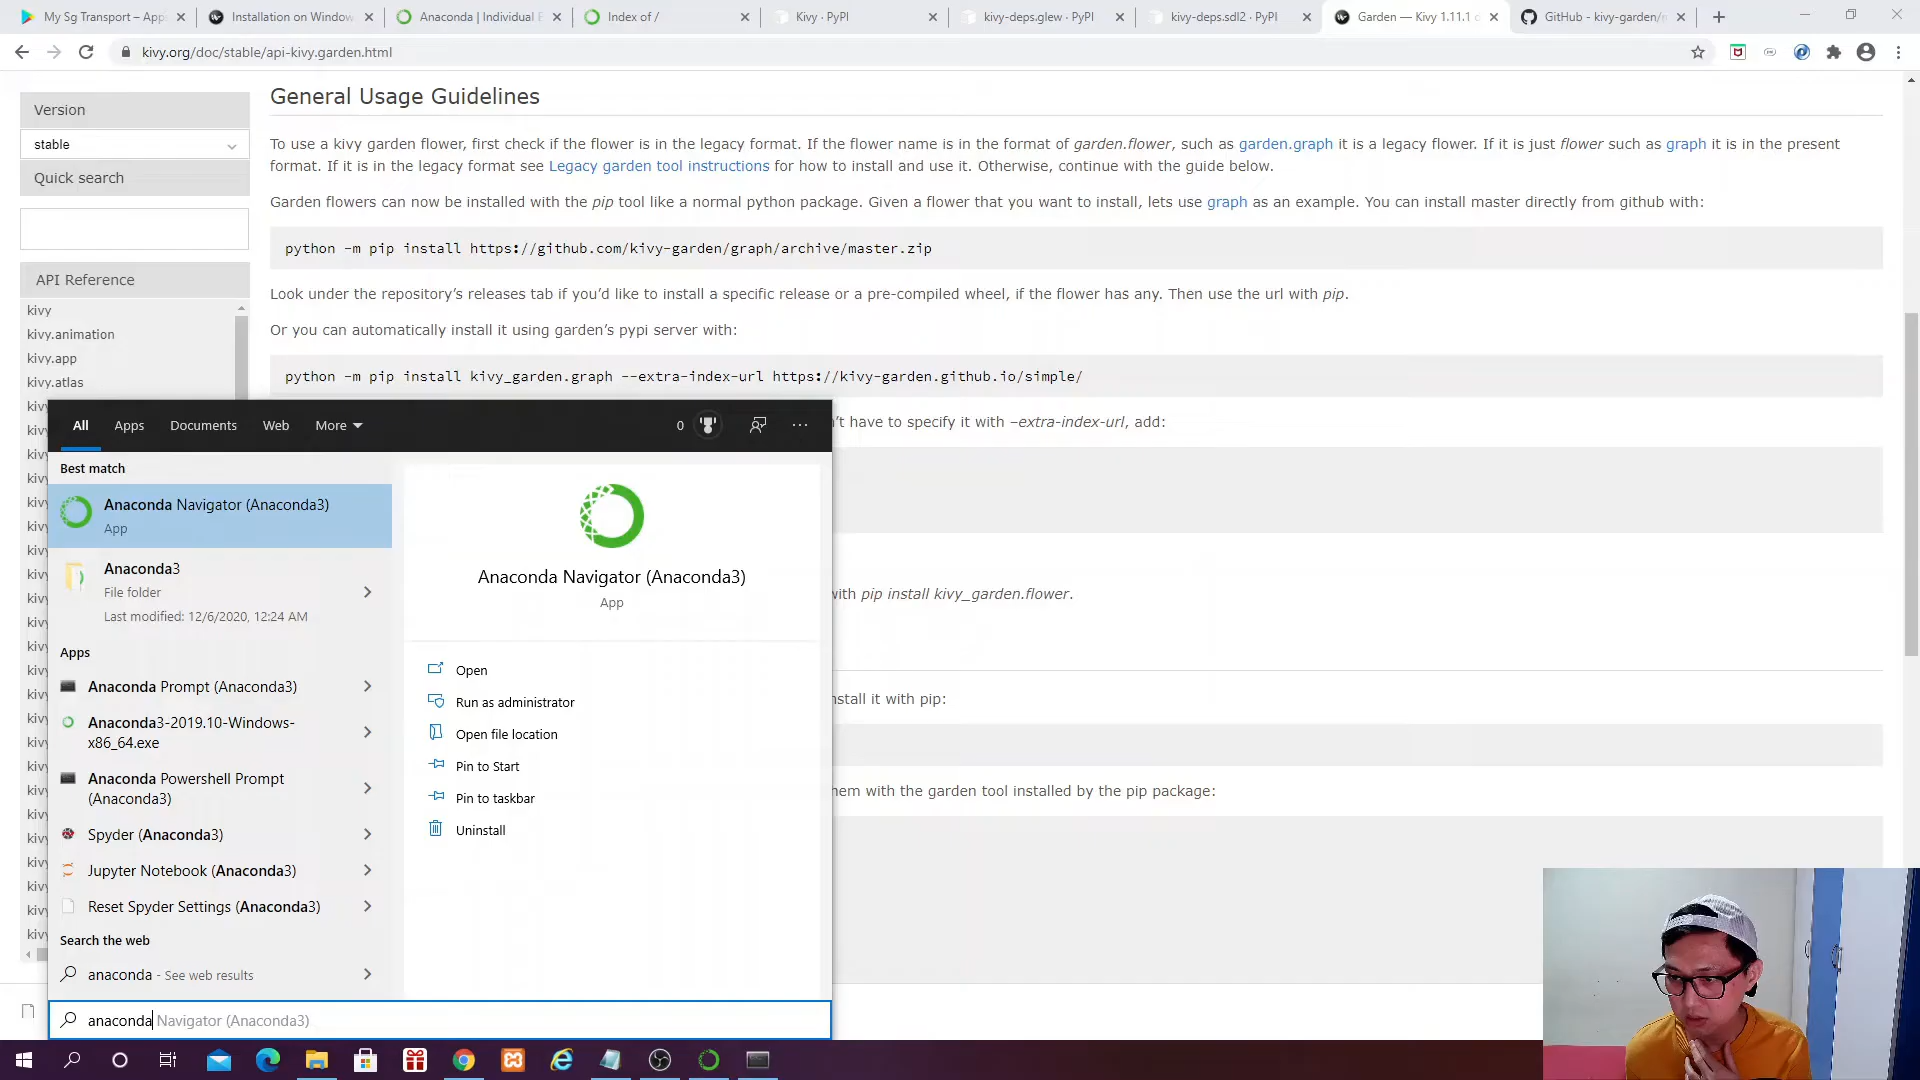 My Sg Transport – App
Installation on Window
Anaconda | Individual E
Index of /
Kivy · PyPI
kivy-deps.glew · PyPI
kivy-deps.sdl2 · PyPI
Garden — Kivy 1.11.1 d
GitHub - kivy-garden/
kivy.org/doc/stable/api-kivy.garden.html
Version
stable
Quick search
API Reference
kivy
kivy.animation
kivy.app
kivy.atlas
General Usage Guidelines
To use a kivy garden flower, first check if the flower is in the legacy format. If the flower name is in the format of garden.flower, such as garden.graph it is a legacy flower. If it is just flower such as graph it is in the present
format. If it is in the legacy format see Legacy garden tool instructions for how to install and use it. Otherwise, continue with the guide below.
Garden flowers can now be installed with the pip tool like a normal python package. Given a flower that you want to install, lets use graph as an example. You can install master directly from github with:
python -m pip install https://github.com/kivy-garden/graph/archive/master.zip
Look under the repository's releases tab if you'd like to install a specific release or a pre-compiled wheel, if the flower has any. Then use the url with pip.
Or you can automatically install it using garden's pypi server with:
python -m pip install kivy_garden.graph --extra-index-url https://kivy-garden.github.io/simple/
't have to specify it with –extra-index-url, add:
with pip install kivy_garden.flower.
nstall it with pip:
hem with the garden tool installed by the pip package:
All
Apps
Documents
Web
More
0
Best match
Anaconda Navigator (Anaconda3)
App
Anaconda3
File folder
Last modified: 12/6/2020, 12:24 AM
Apps
Anaconda Prompt (Anaconda3)
Anaconda3-2019.10-Windows-
x86_64.exe
Anaconda Powershell Prompt
(Anaconda3)
Spyder (Anaconda3)
Jupyter Notebook (Anaconda3)
Reset Spyder Settings (Anaconda3)
Search the web
anaconda - See web results
anaconda Navigator (Anaconda3)
Anaconda Navigator (Anaconda3)
App
Open
Run as administrator
Open file location
Pin to Start
Pin to taskbar
Uninstall